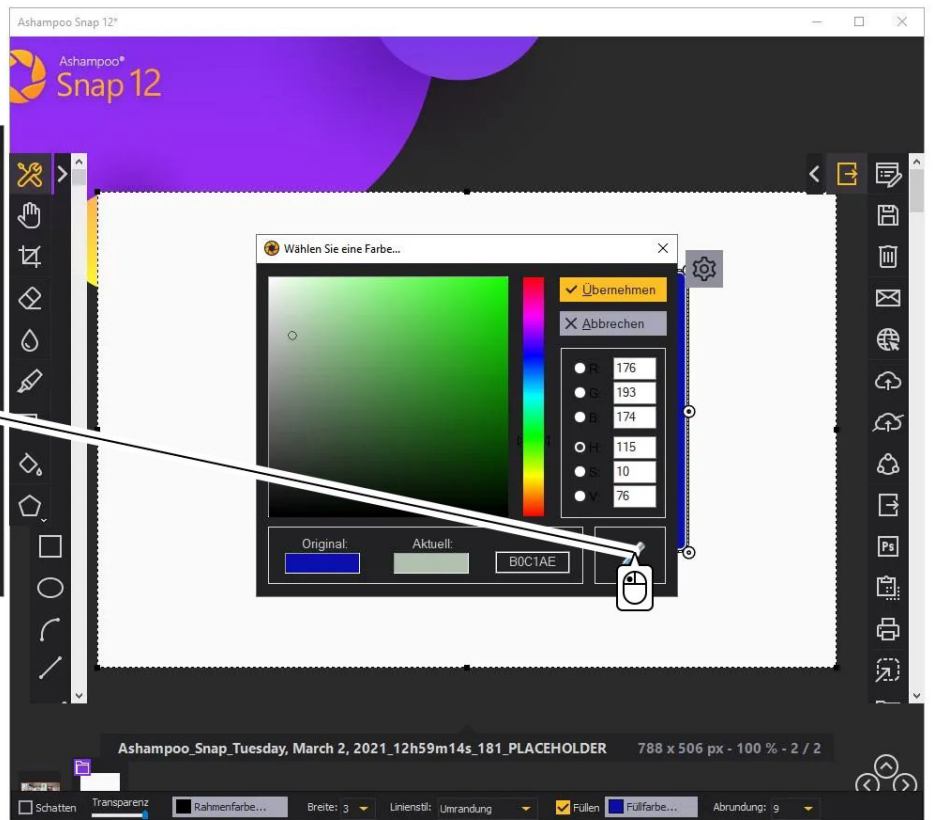 Ashampoo Snap 12*
Ashampoo®
Snap 12
Wählen Sie eine Farbe...
Übernehmen
Abbrechen
R: 176
G: 193
B: 174
H: 115
S: 10
V: 76
Original:
Aktuell:
B0C1AE
Ps
Ashampoo_Snap_Tuesday, March 2, 2021_12h59m14s_181_PLACEHOLDER 788 x 506 px - 100 % - 2 / 2
Schatten Transparenz Rahmenfarbe... Breite: 3 Linienstil: Umrandung Füllen Füllfarbe... Abrundung: 9